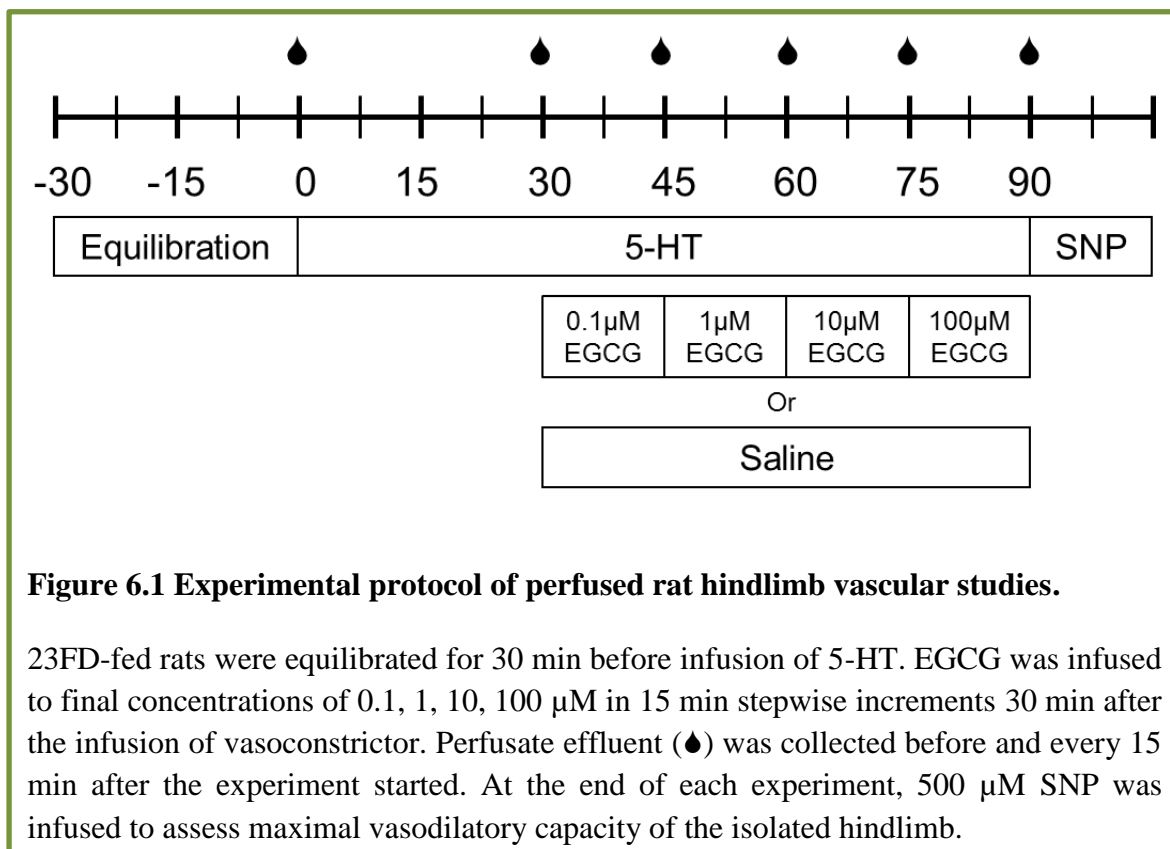 -30 -15 0 15 30 45 60 75 90
Equilibration 5-HT SNP
0.1µM 1µM 10µM 100µM
EGCG EGCG EGCG EGCG
Or
Saline
Figure 6.1 Experimental protocol of perfused rat hindlimb vascular studies.
23FD-fed rats were equilibrated for 30 min before infusion of 5-HT. EGCG was infused
to final concentrations of 0.1, 1, 10, 100 µM in 15 min stepwise increments 30 min after
the infusion of vasoconstrictor. Perfusate effluent (🌢) was collected before and every 15
min after the experiment started. At the end of each experiment, 500 µM SNP was
infused to assess maximal vasodilatory capacity of the isolated hindlimb.